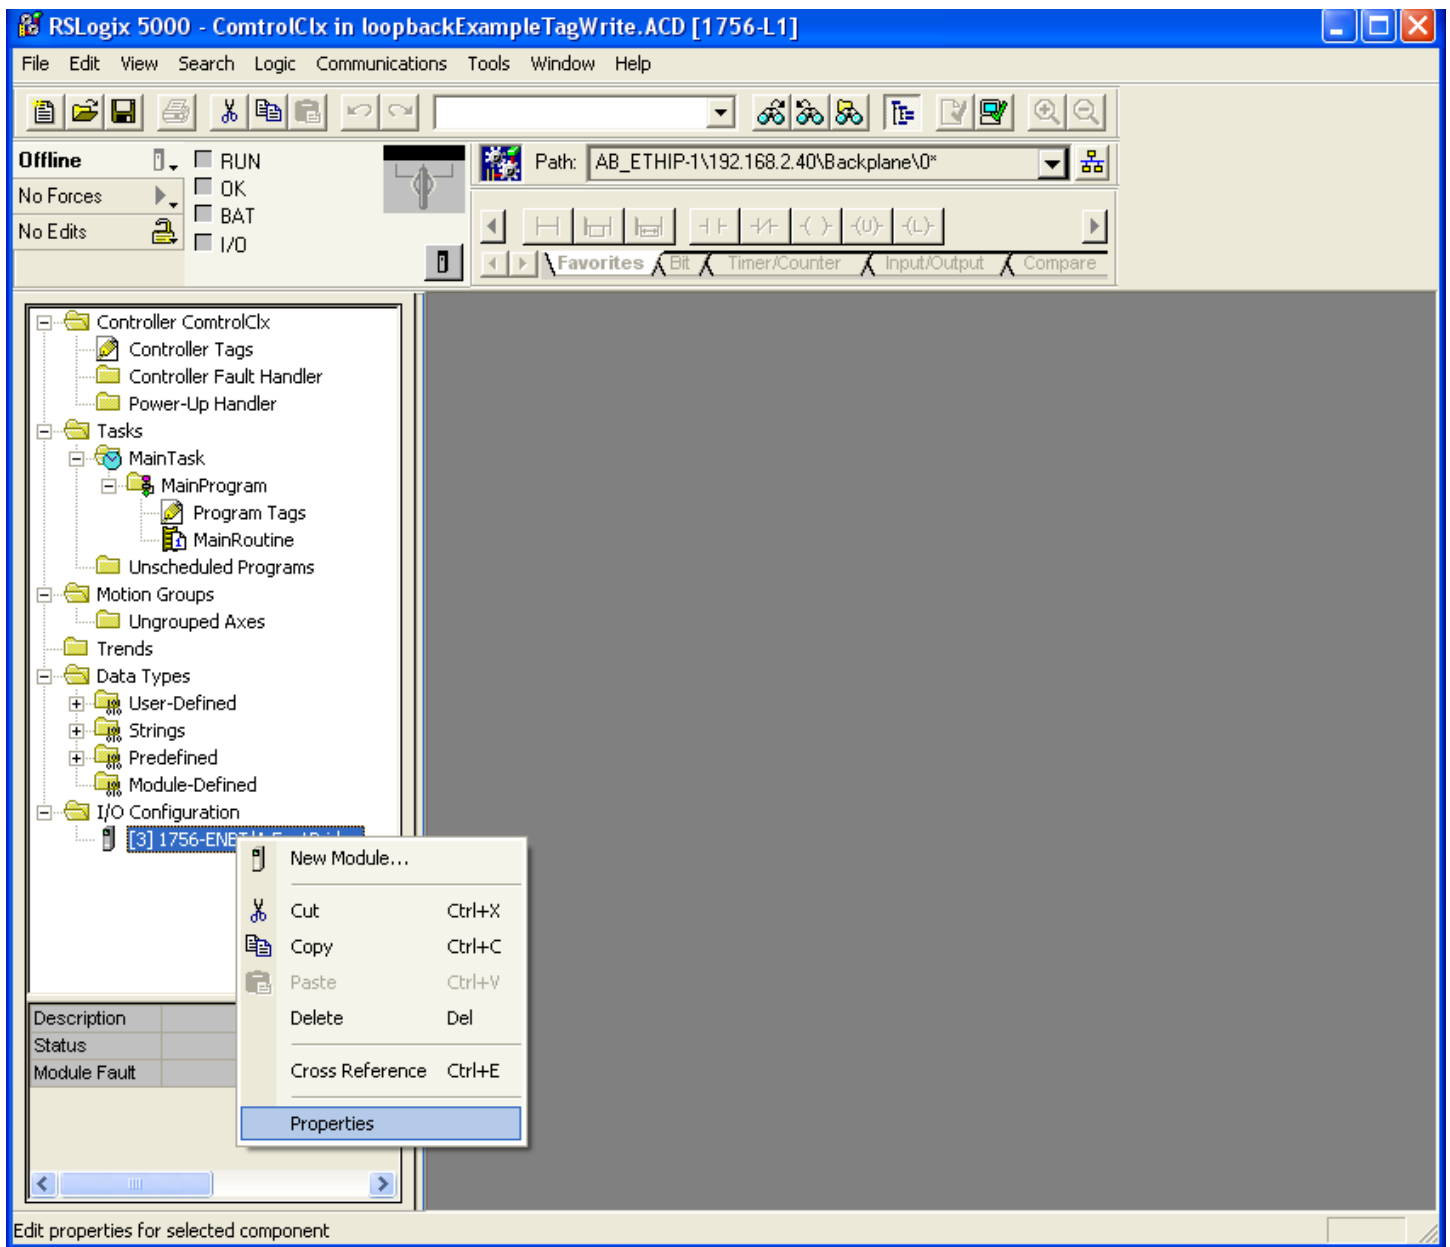 RSLogix 5000 - ComtrolClx in loopbackExampleTagWrite.ACD [1756-L1]
File Edit View Search Logic Communications Tools Window Help
Offline
RUN
Path: AB_ETHIP-1\192.168.2.40\Backplane\0*
No Forces
OK
BAT
No Edits
I/O
Favorites Bit Timer/Counter Input/Output Compare
Controller ComtrolClx
Controller Tags
Controller Fault Handler
Power-Up Handler
Tasks
MainTask
MainProgram
Program Tags
MainRoutine
Unscheduled Programs
Motion Groups
Ungrouped Axes
Trends
Data Types
User-Defined
Strings
Predefined
Module-Defined
I/O Configuration
[3] 1756-ENBT/A
New Module...
Cut Ctrl+X
Copy Ctrl+C
Paste Ctrl+V
Delete Del
Cross Reference Ctrl+E
Properties
Description
Status
Module Fault
Edit properties for selected component